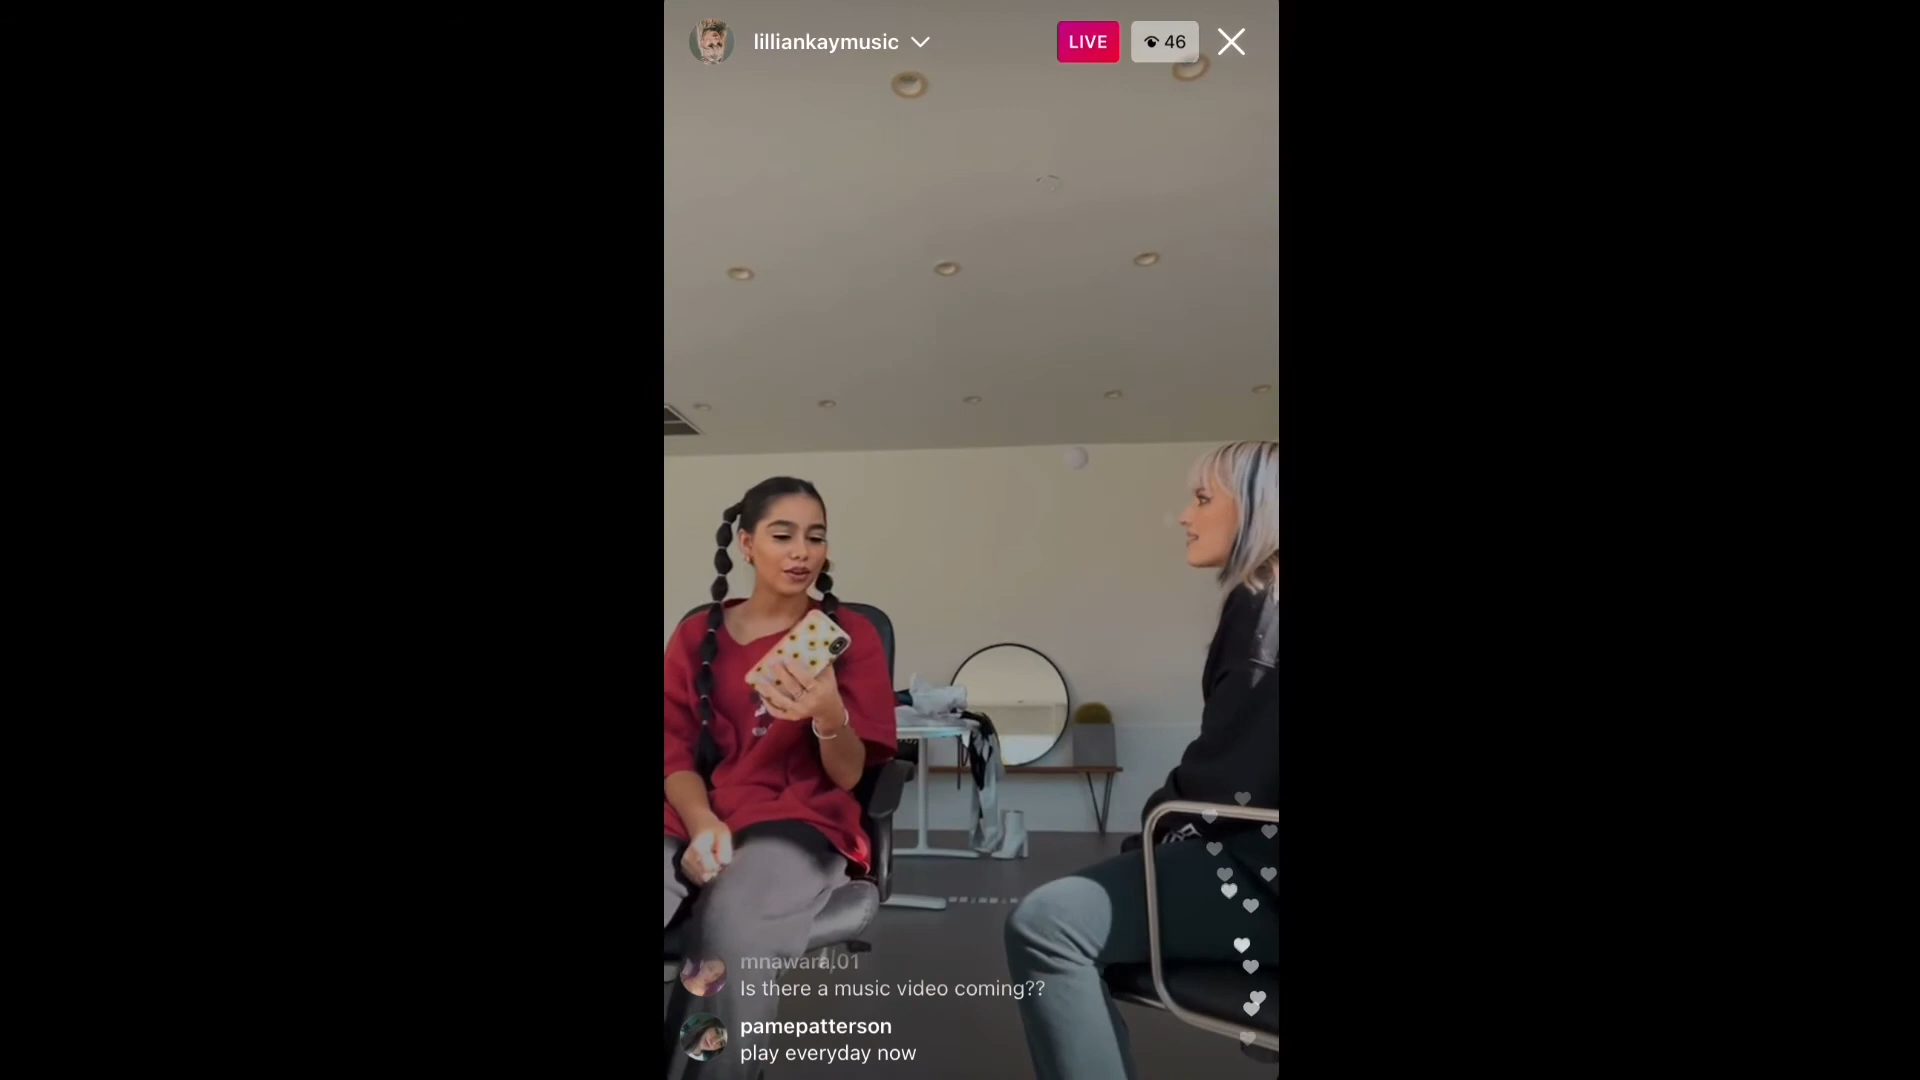 lilliankaymusic
LIVE
46
mnawara.01
Is there a music video coming??
pamepatterson
play everyday now